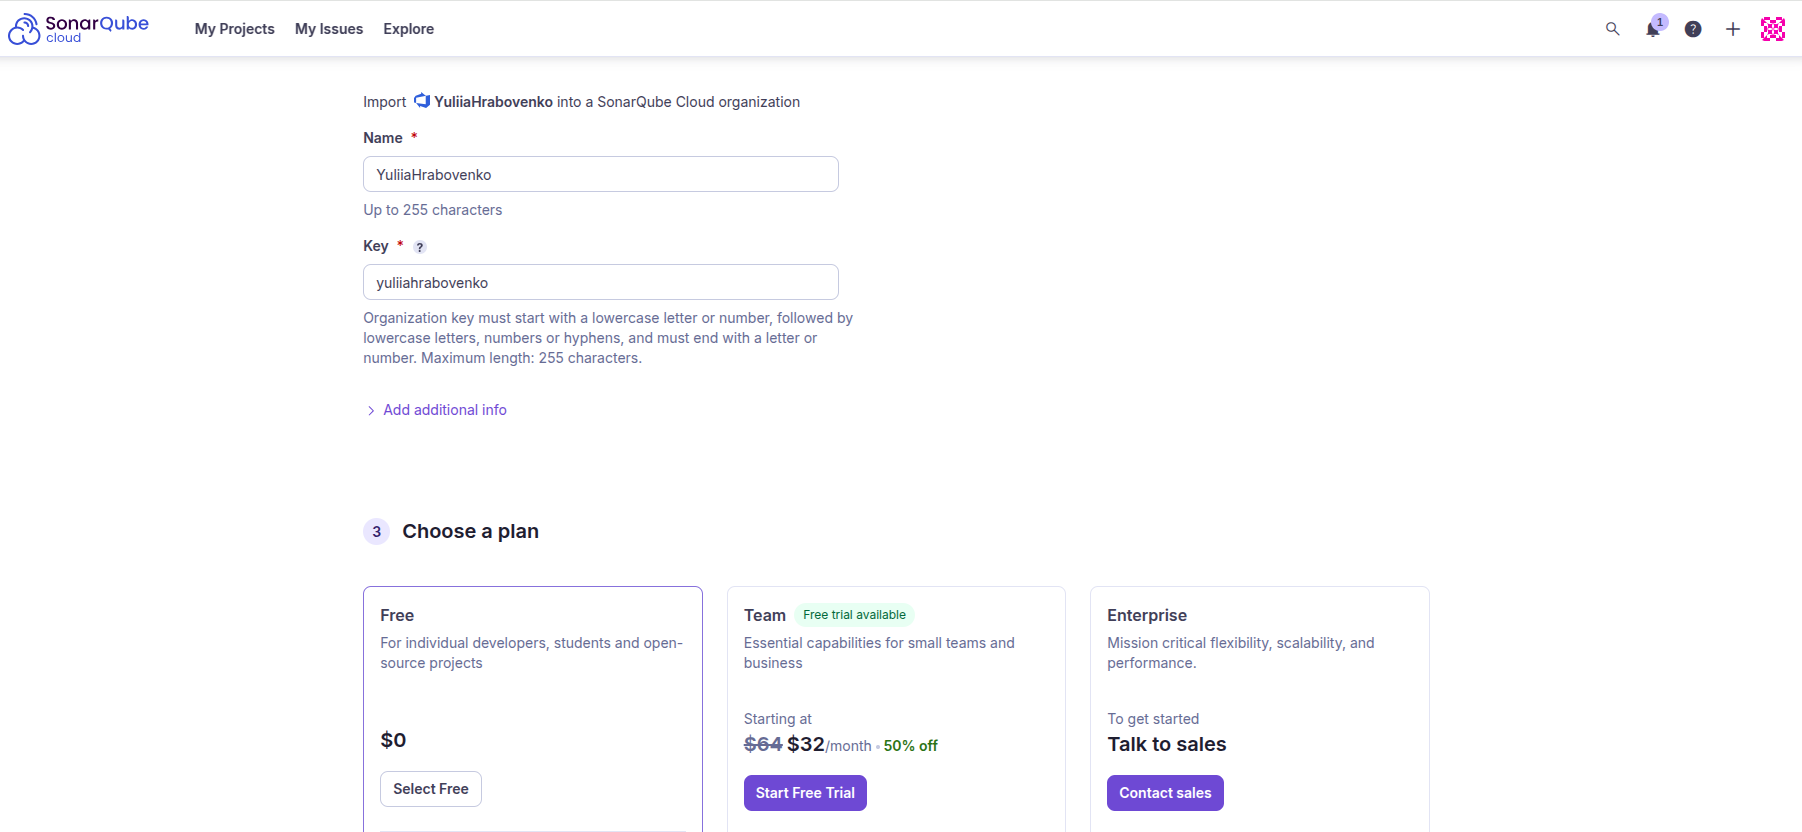 SonarQube cloud My Projects My Issues Explore 1 ? +
Import YuliiaHrabovenko into a SonarQube Cloud organization
Name *
YuliiaHrabovenko
Up to 255 characters
Key * ?
yuliiahrabovenko
Organization key must start with a lowercase letter or number, followed by
lowercase letters, numbers or hyphens, and must end with a letter or
number. Maximum length: 255 characters.
Add additional info
3 Choose a plan
Free
For individual developers, students and open-
source projects
$0
Select Free
Team Free trial available
Essential capabilities for small teams and
business
Starting at
$64 $32/month • 50% off
Start Free Trial
Enterprise
Mission critical flexibility, scalability, and
performance.
To get started
Talk to sales
Contact sales